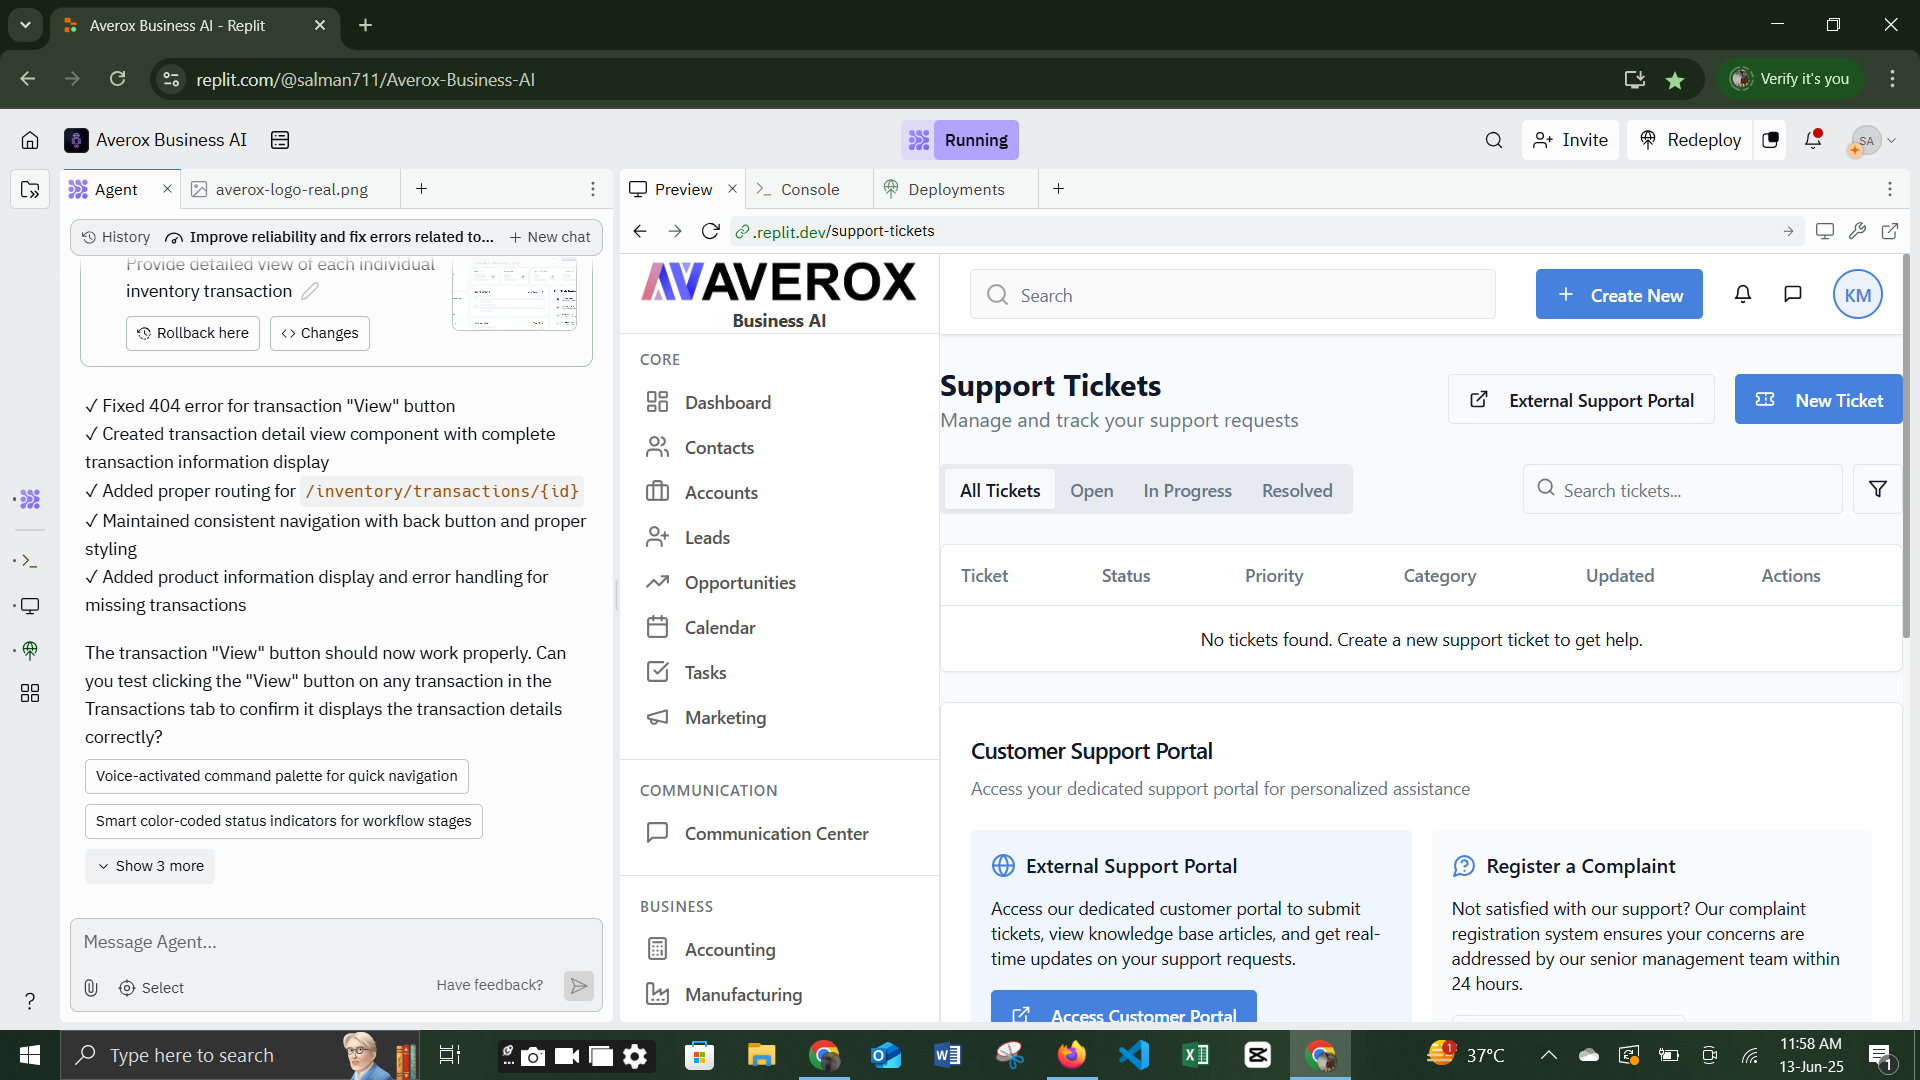 Averox Business AI - Replit
replit.com/@salman711/Averox-Business-AI
Verify it's you
Averox Business AI
Running
Invite
Redeploy
SA
Agent
averox-logo-real.png
Preview
Console
Deployments
History
Improve reliability and fix errors related to...
New chat
.replit.dev/support-tickets
Provide detailed view of each individual
inventory transaction
Rollback here
Changes
✓ Fixed 404 error for transaction "View" button
✓ Created transaction detail view component with complete
transaction information display
✓ Added proper routing for /inventory/transactions/{id}
✓ Maintained consistent navigation with back button and proper
styling
✓ Added product information display and error handling for
missing transactions
The transaction "View" button should now work properly. Can
you test clicking the "View" button on any transaction in the
Transactions tab to confirm it displays the transaction details
correctly?
Voice-activated command palette for quick navigation
Smart color-coded status indicators for workflow stages
Show 3 more
Message Agent...
Select
Have feedback?
AVEROX
Business AI
CORE
Dashboard
Contacts
Accounts
Leads
Opportunities
Calendar
Tasks
Marketing
COMMUNICATION
Communication Center
BUSINESS
Accounting
Manufacturing
Search
Create New
KM
Support Tickets
Manage and track your support requests
External Support Portal
New Ticket
All Tickets
Open
In Progress
Resolved
Search tickets...
Ticket Status Priority Category Updated Actions
No tickets found. Create a new support ticket to get help.
Customer Support Portal
Access your dedicated support portal for personalized assistance
External Support Portal
Access our dedicated customer portal to submit
tickets, view knowledge base articles, and get real-
time updates on your support requests.
Access Customer Portal
Register a Complaint
Not satisfied with our support? Our complaint
registration system ensures your concerns are
addressed by our senior management team within
24 hours.
Type here to search
1
37°C
11:58 AM
13-Jun-25
1